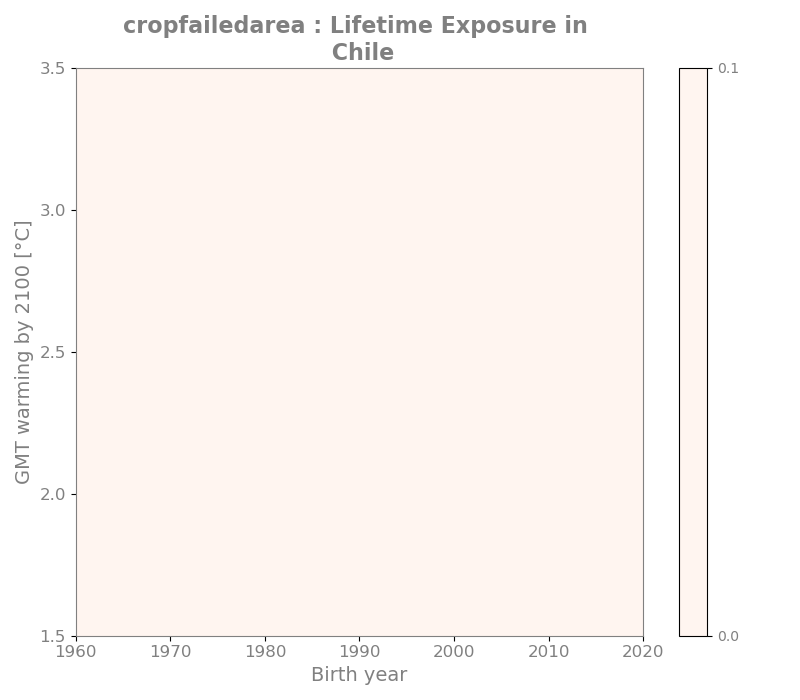 cropfailedarea : Lifetime Exposure in
Chile
3.5
3.0
2.5
2.0
1.5
GMT warming by 2100 [°C]
1960 1970 1980 1990 2000 2010 2020
Birth year
0.1
0.0